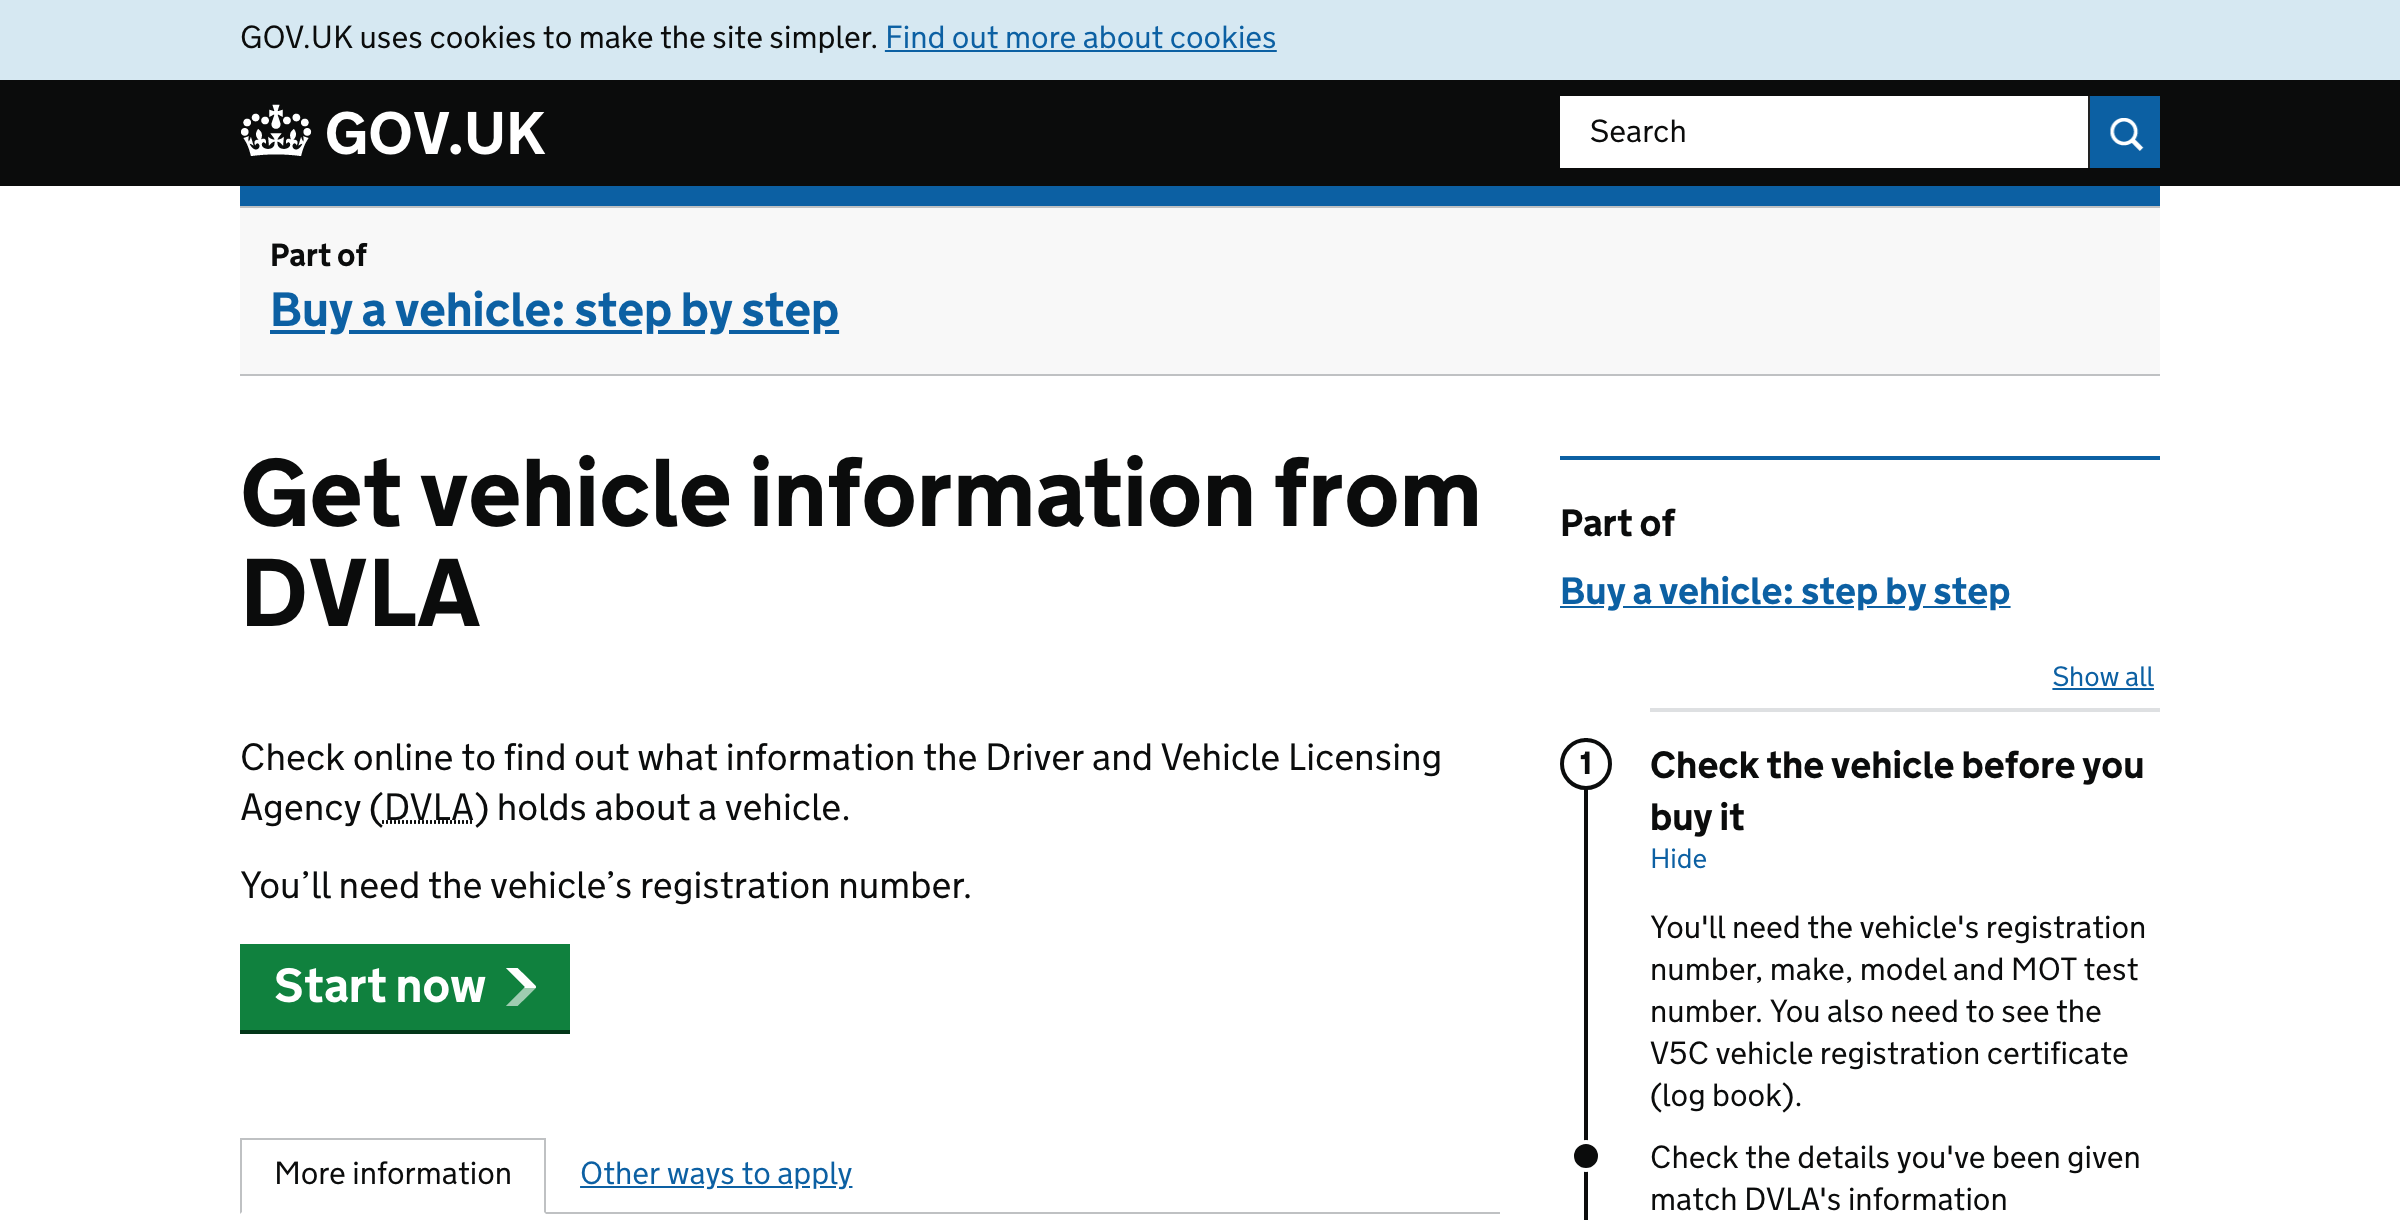 GOV.UK uses cookies to make the site simpler. Find out more about cookies
GOV.UK
Search
Part of
Buy a vehicle: step by step
Get vehicle information from
DVLA
Check online to find out what information the Driver and Vehicle Licensing
Agency (DVLA) holds about a vehicle.
You’ll need the vehicle’s registration number.
Start now
More information
Other ways to apply
Part of
Buy a vehicle: step by step
Show all
1
Check the vehicle before you
buy it
Hide
You'll need the vehicle's registration
number, make, model and MOT test
number. You also need to see the
V5C vehicle registration certificate
(log book).
Check the details you've been given
match DVLA's information